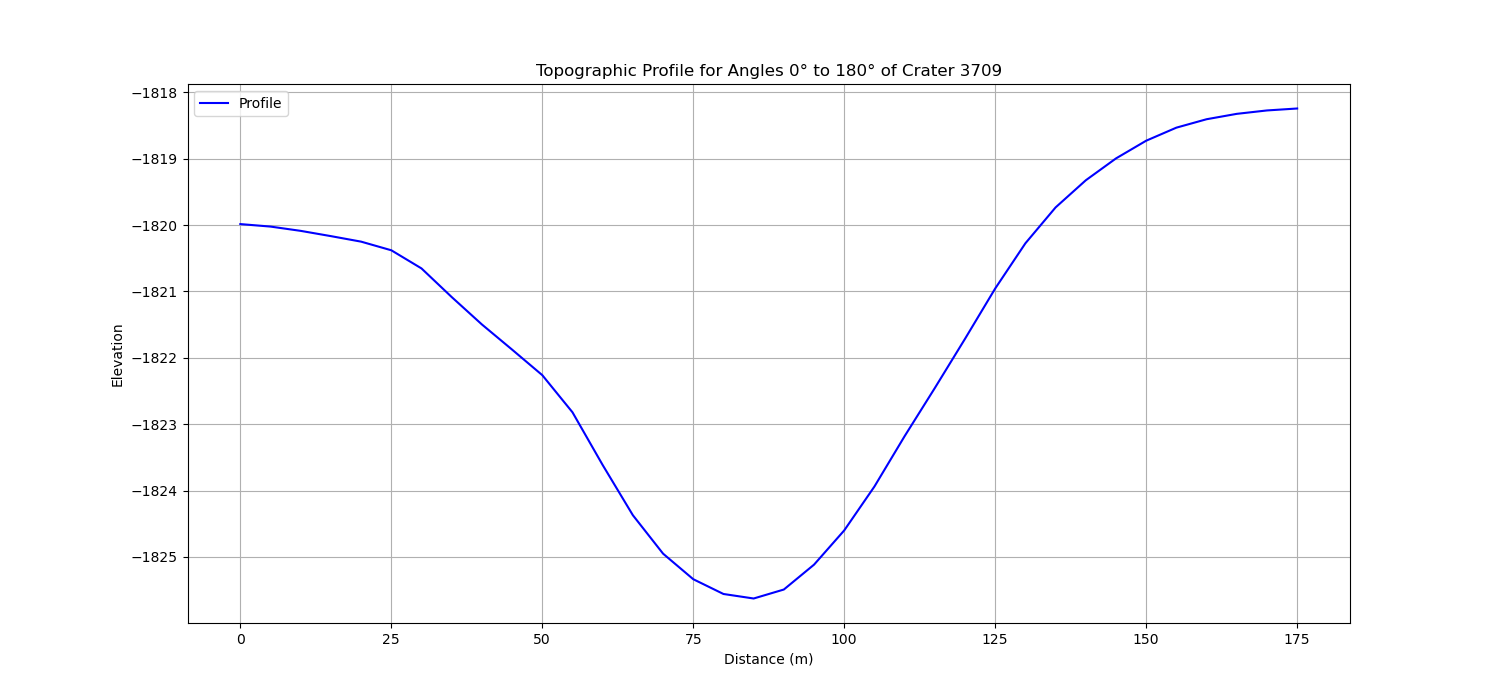 Topographic Profile for Angles 0° to 180° of Crater 3709
Profile
−1818
−1819
−1820
−1821
−1822
−1823
−1824
−1825
Elevation
0 25 50 75 100 125 150 175
Distance (m)